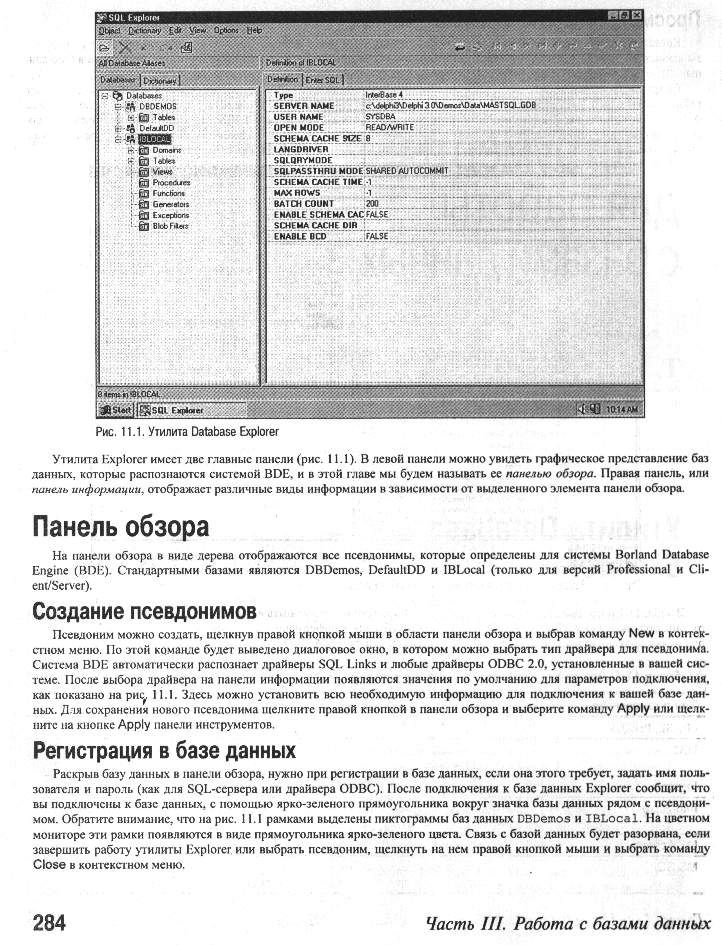 SQL Explorer
Object Dictionary Edit View Options Help
All Database Aliases
Definition of IBLOCAL
Databases Dictionary
Definition Enter SQL
Databases
DBDEMOS
Tables
DefaultDD
IBLOCAL
Domains
Tables
Views
Procedures
Functions
Generators
Exceptions
Blob Filters
Type InterBase 4
SERVER NAME c:\delphi3\Delphi 3.0\Demos\Data\MASTSQL.GDB
USER NAME SYSDBA
OPEN MODE READ/WRITE
SCHEMA CACHE SIZE 8
LANGDRIVER
SQLQRYMODE
SQLPASSTHRU MODE SHARED AUTOCOMMIT
SCHEMA CACHE TIME -1
MAX ROWS -1
BATCH COUNT 200
ENABLE SCHEMA CAC FALSE
SCHEMA CACHE DIR
ENABLE BCD FALSE
8 items in IBLOCAL.
Start SQL Explorer 10:14 AM
Рис. 11.1. Утилита Database Explorer
Утилита Explorer имеет две главные панели (рис. 11.1). В левой панели можно увидеть графическое представление баз
данных, которые распознаются системой BDE, и в этой главе мы будем называть ее панелью обзора. Правая панель, или
панель информации, отображает различные виды информации в зависимости от выделенного элемента панели обзора.
Панель обзора
На панели обзора в виде дерева отображаются все псевдонимы, которые определены для системы Borland Database
Engine (BDE). Стандартными базами являются DBDemos, DefaultDD и IBLocal (только для версий Professional и Cli-
ent/Server).
Создание псевдонимов
Псевдоним можно создать, щелкнув правой кнопкой мыши в области панели обзора и выбрав команду New в контек-
стном меню. По этой команде будет выведено диалоговое окно, в котором можно выбрать тип драйвера для псевдонима.
Система BDE автоматически распознает драйверы SQL Links и любые драйверы ODBC 2.0, установленные в вашей сис-
теме. После выбора драйвера на панели информации появляются значения по умолчанию для параметров подключения,
как показано на рис. 11.1. Здесь можно установить всю необходимую информацию для подключения к вашей базе дан-
ных. Для сохранения нового псевдонима щелкните правой кнопкой в панели обзора и выберите команду Apply или щелк-
ните на кнопке Apply панели инструментов.
Регистрация в базе данных
Раскрыв базу данных в панели обзора, нужно при регистрации в базе данных, если она этого требует, задать имя поль-
зователя и пароль (как для SQL-сервера или драйвера ODBC). После подключения к базе данных Explorer сообщит, что
вы подключены к базе данных, с помощью ярко-зеленого прямоугольника вокруг значка базы данных рядом с псевдони-
мом. Обратите внимание, что на рис. 11.1 рамками выделены пиктограммы баз данных DBDemos и IBLocal. На цветном
мониторе эти рамки появляются в виде прямоугольника ярко-зеленого цвета. Связь с базой данных будет разорвана, если
завершить работу утилиты Explorer или выбрать псевдоним, щелкнуть на нем правой кнопкой мыши и выбрать команду
Close в контекстном меню.
284
Часть III. Работа с базами данных